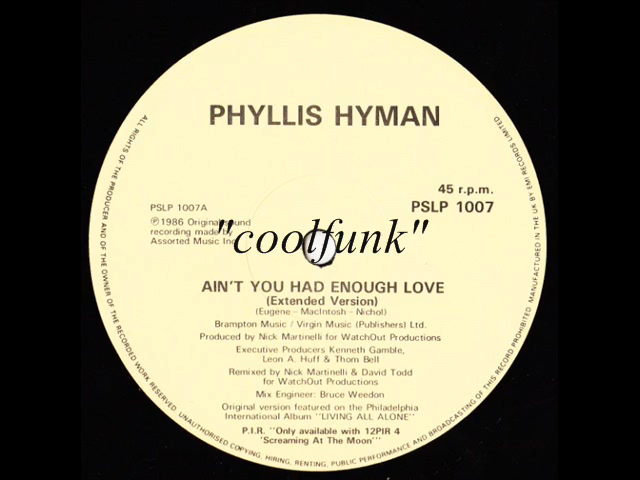 PHYLLIS HYMAN
45 r.p.m.
PSLP 1007
PSLP 1007A
℗1986 Original sound
recording made by
Assorted Music Inc.
"coolfunk"
AIN'T YOU HAD ENOUGH LOVE
(Extended Version)
(Eugene - MacIntosh - Nichol)
Brampton Music / Virgin Music (Publishers) Ltd.
Produced by Nick Martinelli for WatchOut Productions
Executive Producers Kenneth Gamble,
Leon A. Huff & Thom Bell
Remixed by Nick Martinelli & David Todd
for WatchOut Productions
Mix Engineer: Bruce Weedon
Original version featured on the Philadelphia
International Album "LIVING ALL ALONE"
P.I.R. "Only available with 12PIR 4
'Screaming At The Moon'"
ALL RIGHTS OF THE PRODUCER AND OF THE OWNER OF THE RECORDED WORK RESERVED. UNAUTHORISED COPYING, HIRING, RENTING, PUBLIC PERFORMANCE AND BROADCASTING OF THIS RECORD PROHIBITED. MANUFACTURED IN THE U.K. BY EMI RECORDS LIMITED